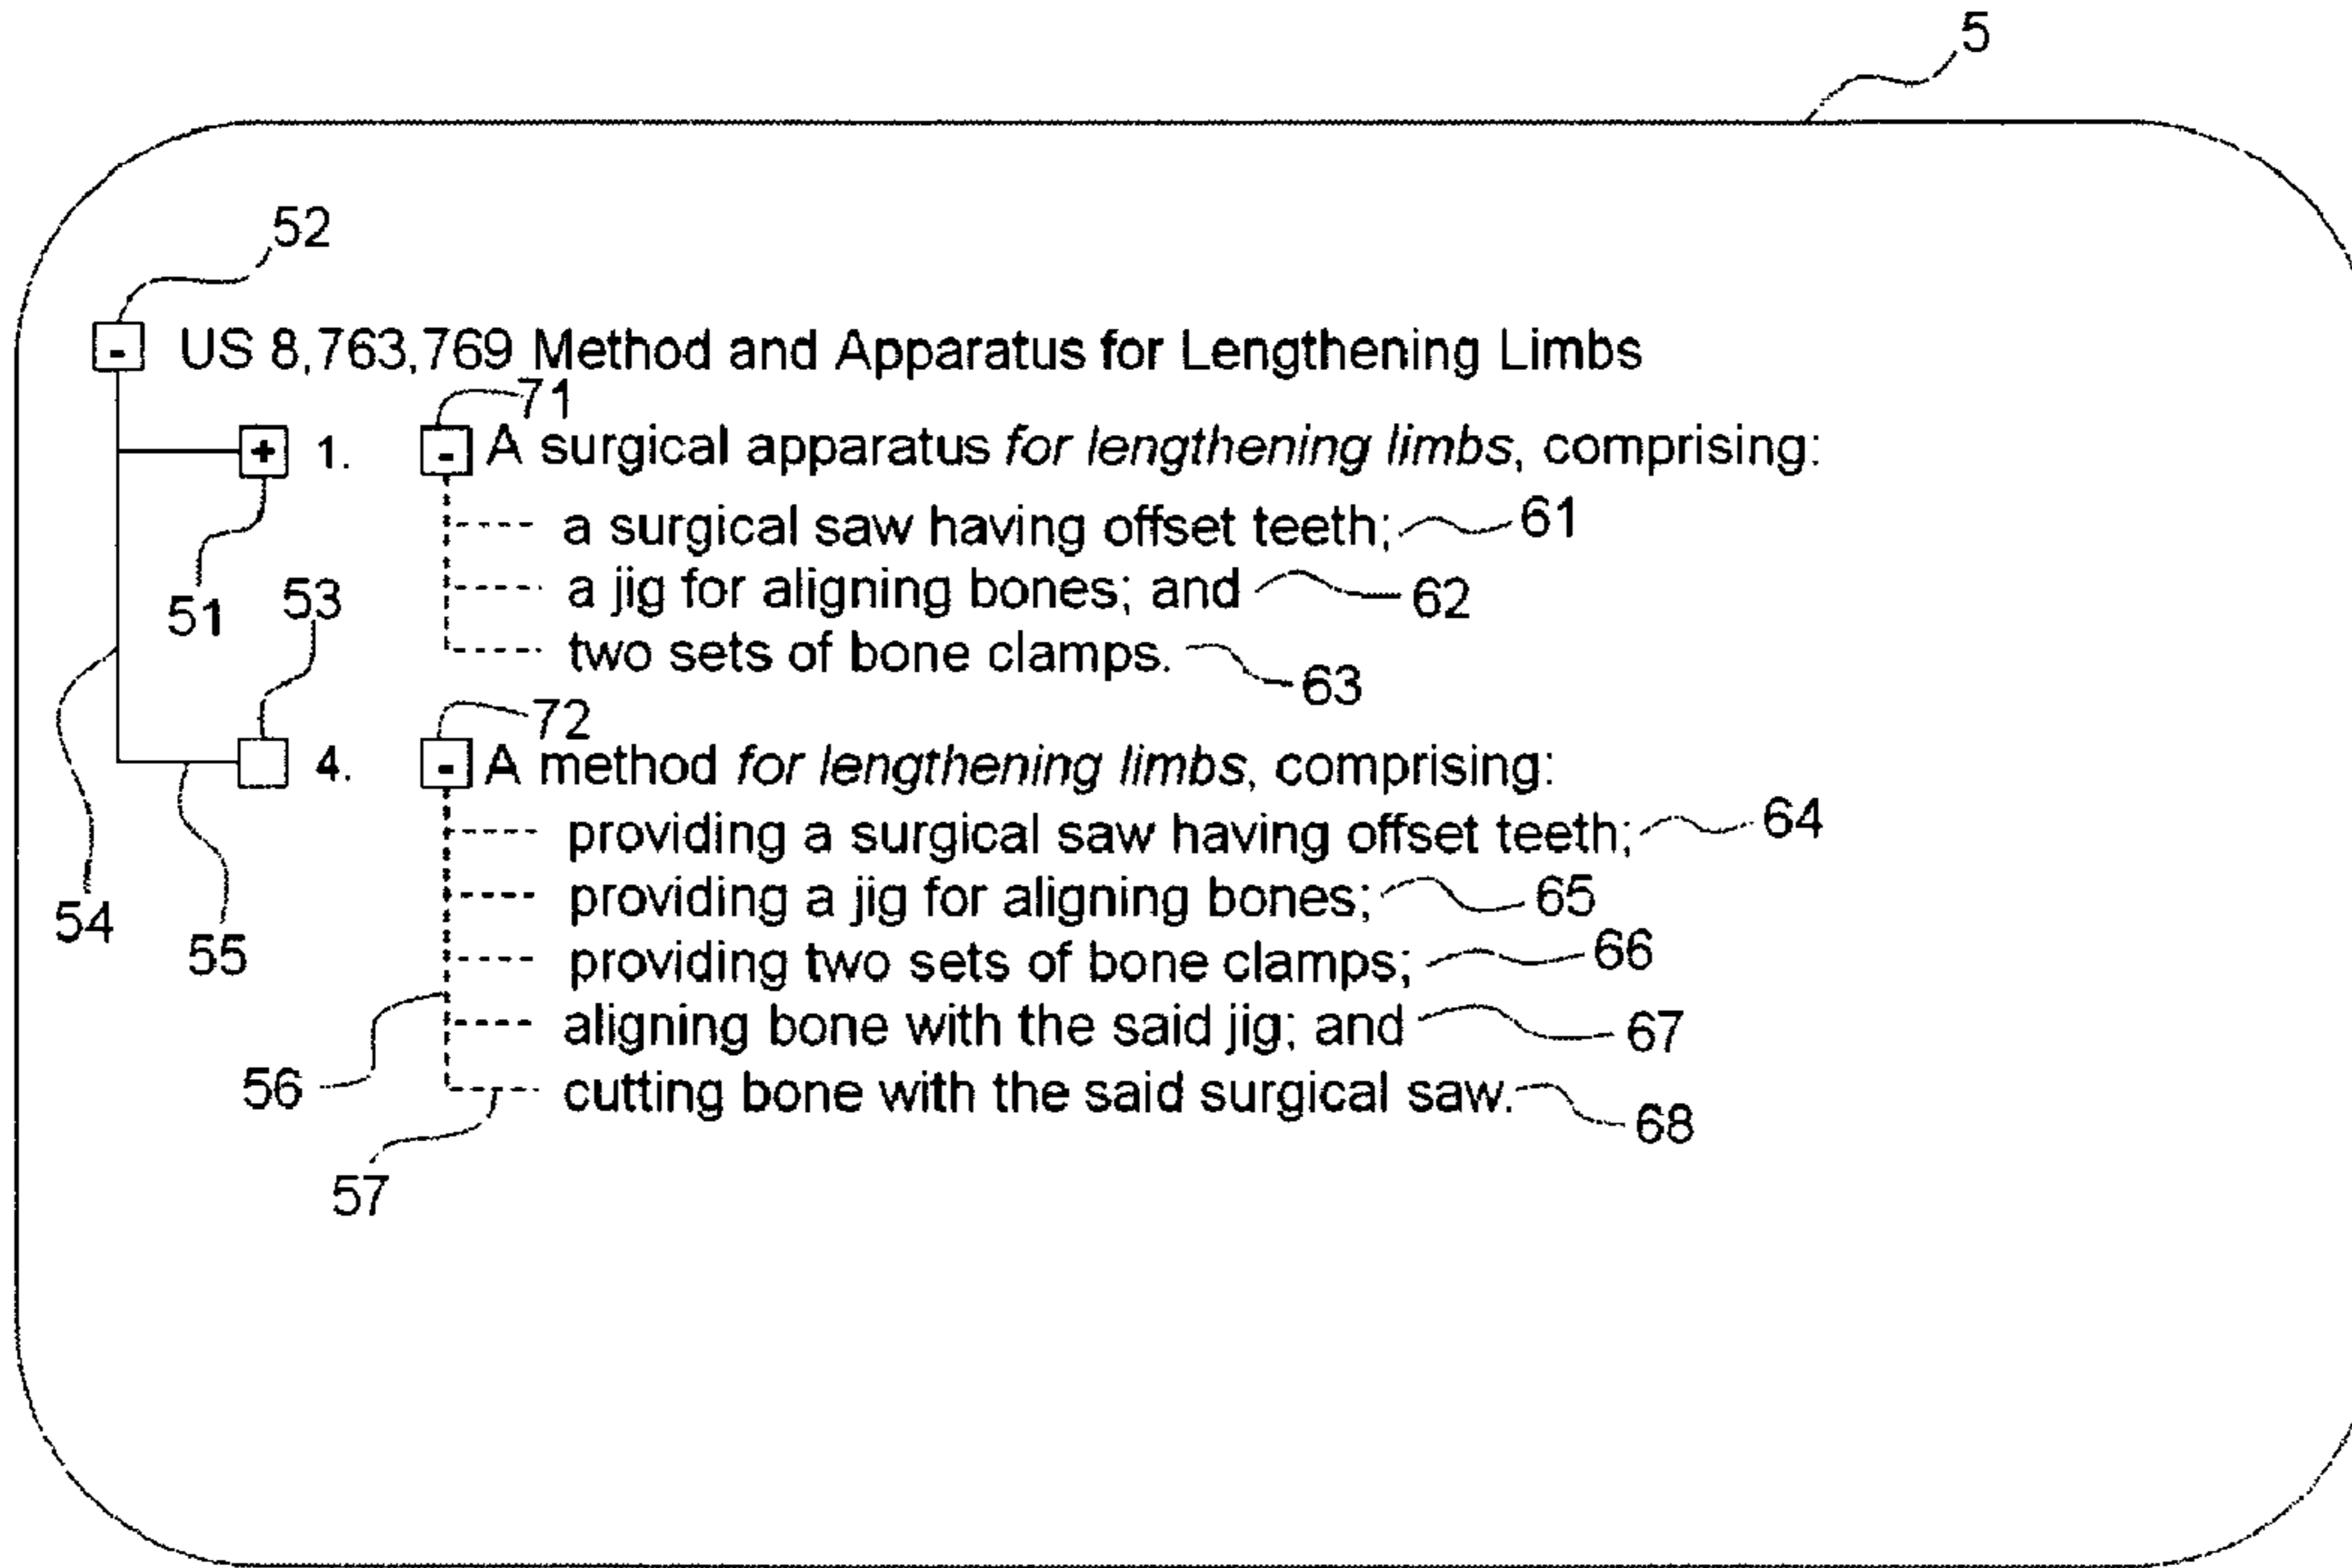 5
52
- US 8,763,769 Method and Apparatus for Lengthening Limbs
71
+ 1. - A surgical apparatus for lengthening limbs, comprising:
a surgical saw having offset teeth; 61
51 53 a jig for aligning bones; and 62
two sets of bone clamps. 63
72
4. - A method for lengthening limbs, comprising:
providing a surgical saw having offset teeth; 64
54 providing a jig for aligning bones; 65
55 providing two sets of bone clamps; 66
aligning bone with the said jig; and 67
56 cutting bone with the said surgical saw. 68
57